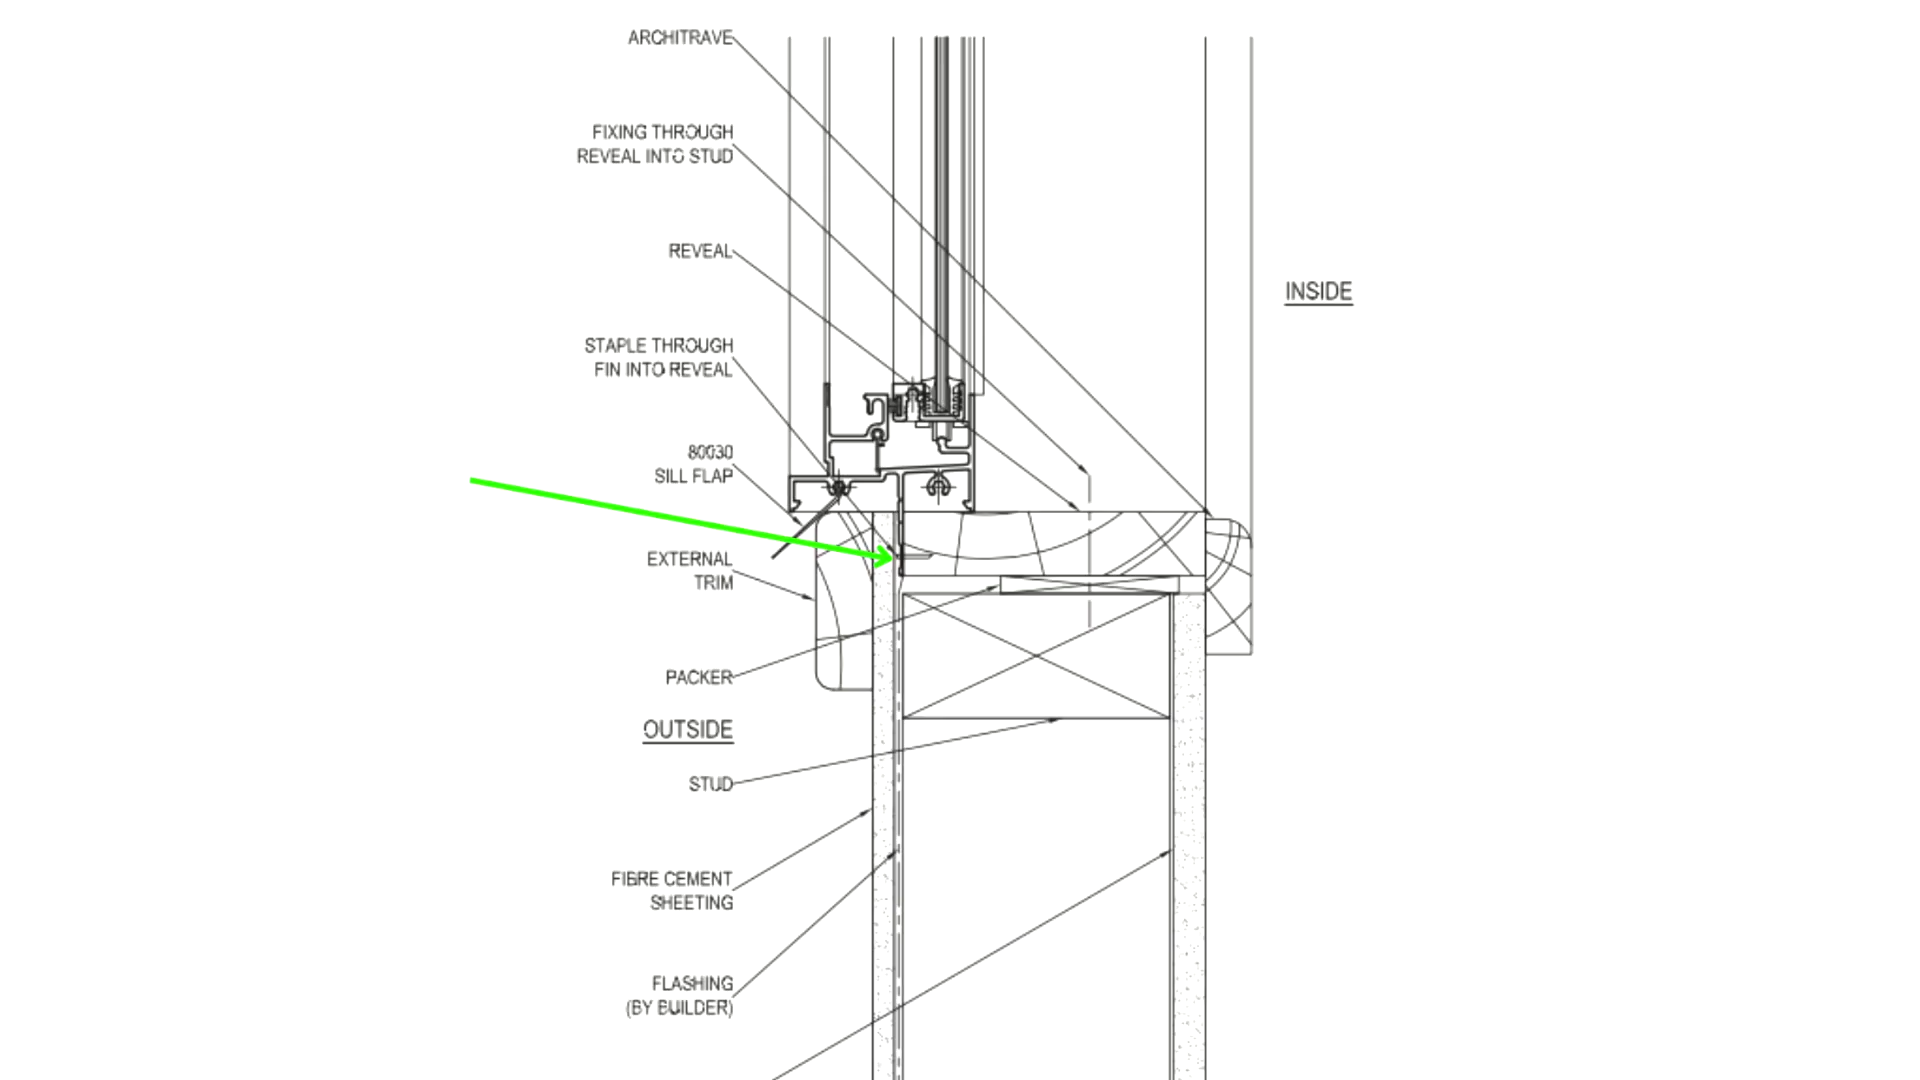 ARCHITRAVE
FIXING THROUGH
REVEAL INTO STUD
REVEAL
INSIDE
STAPLE THROUGH
FIN INTO REVEAL
80030
SILL FLAP
EXTERNAL
TRIM
PACKER
OUTSIDE
STUD
FIBRE CEMENT
SHEETING
FLASHING
(BY BUILDER)